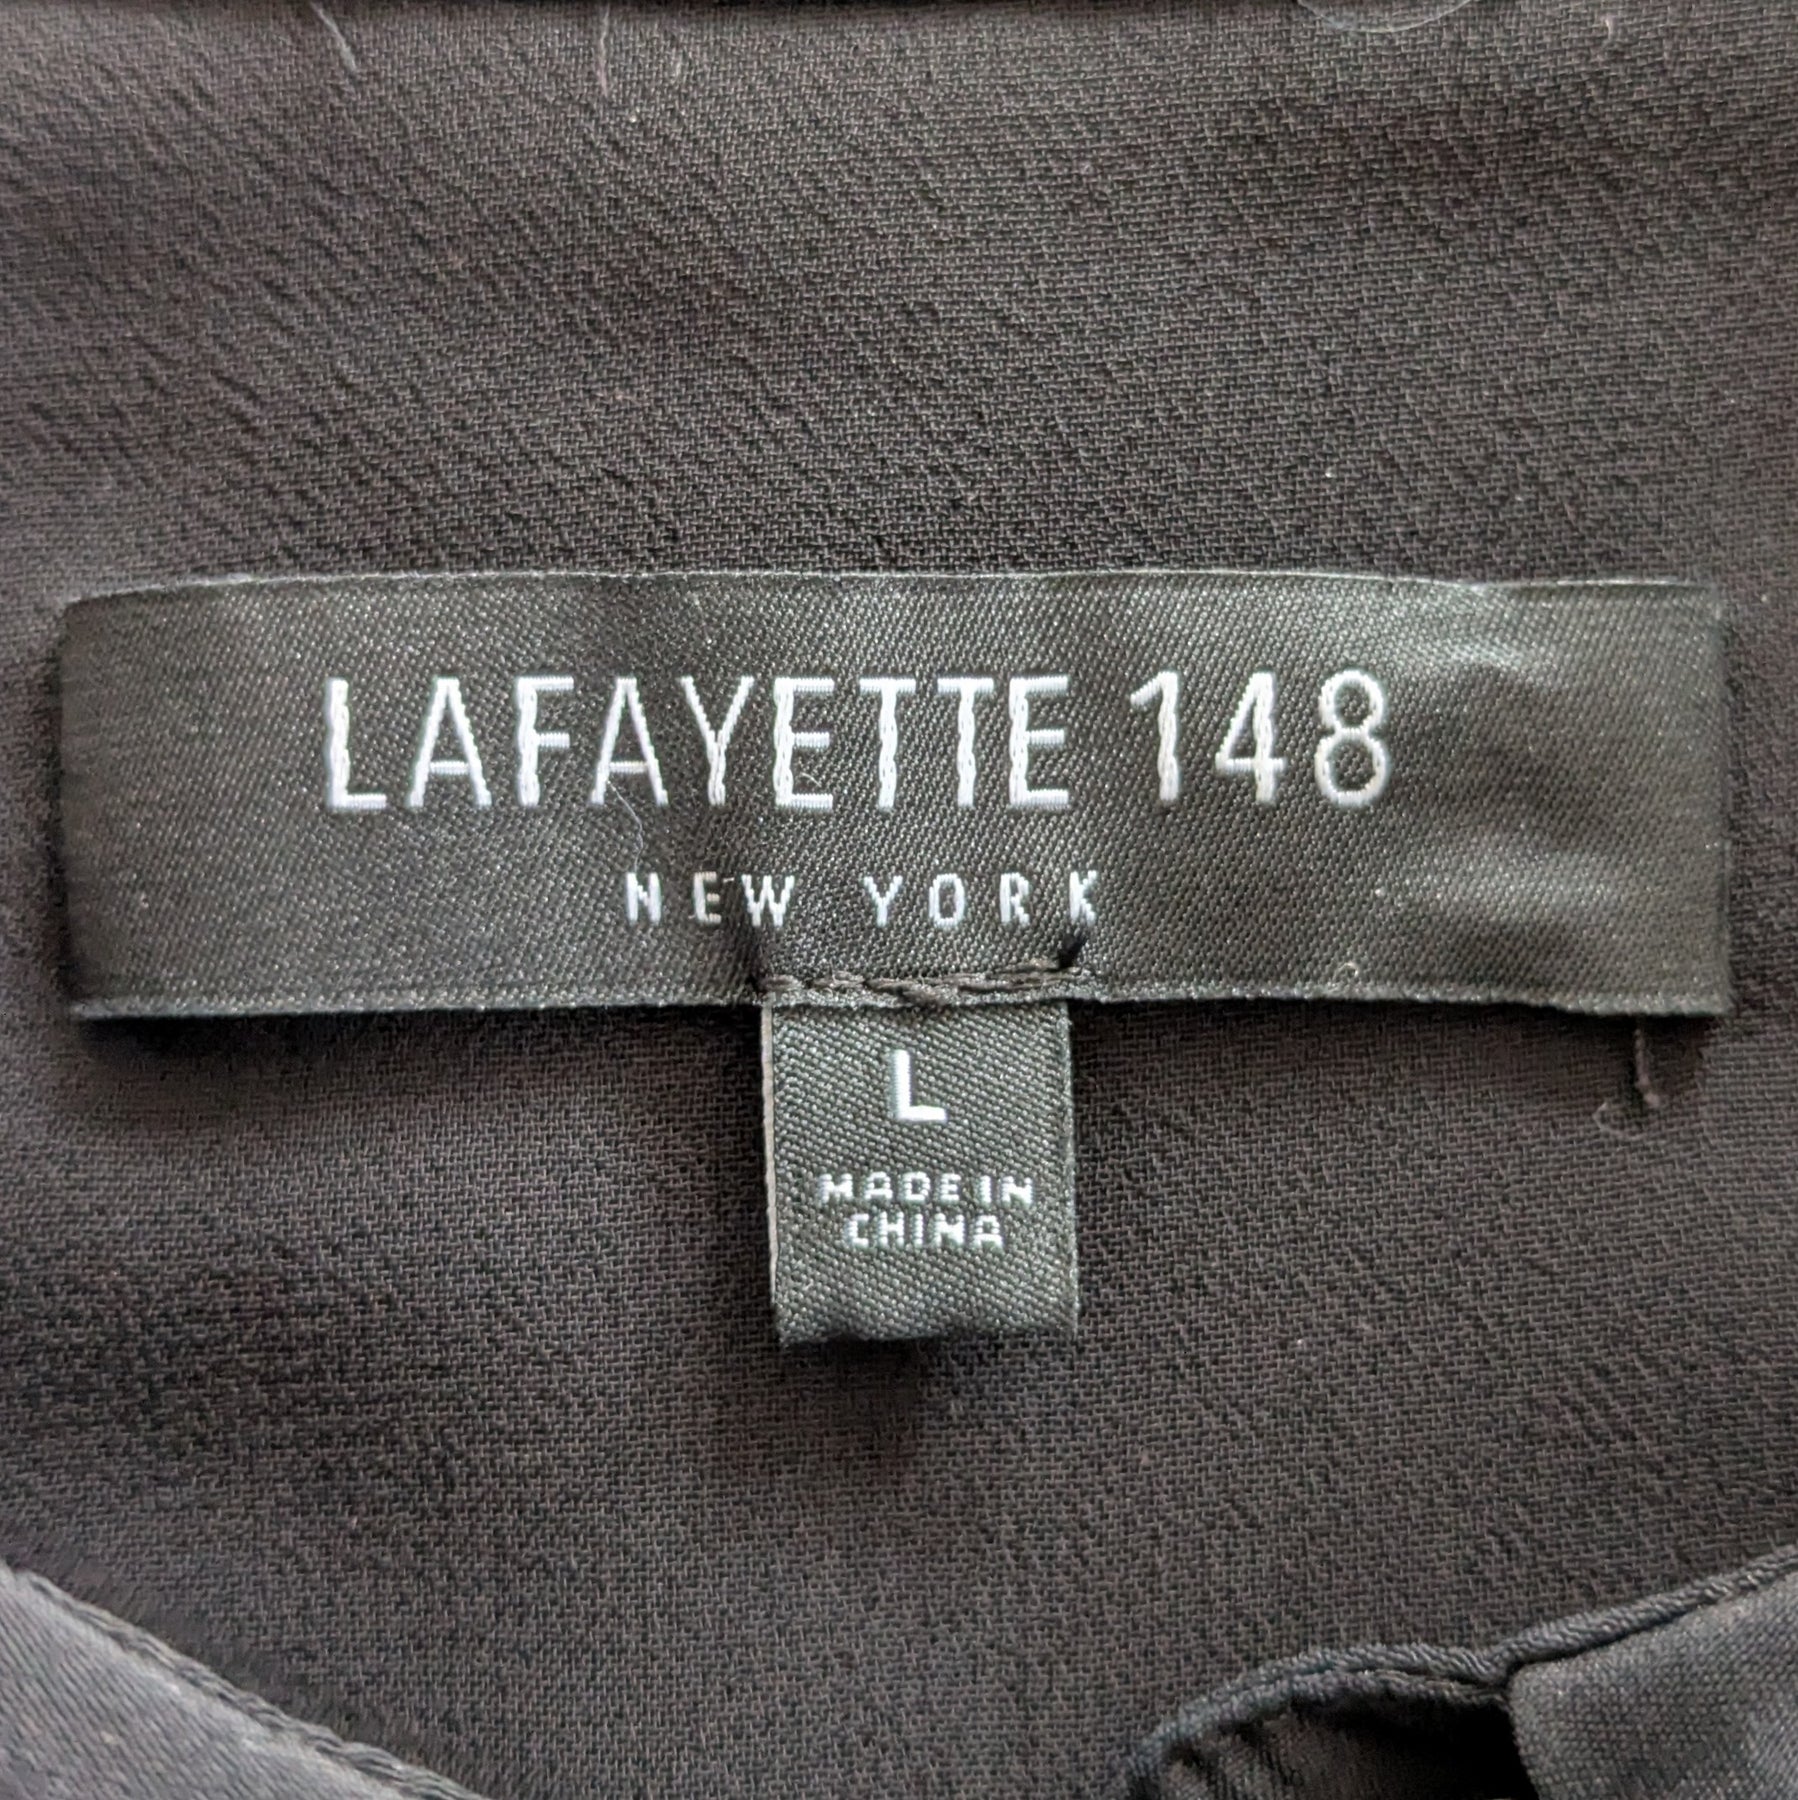 LAFAYETTE 148
NEW YORK
L
MADE IN
CHINA